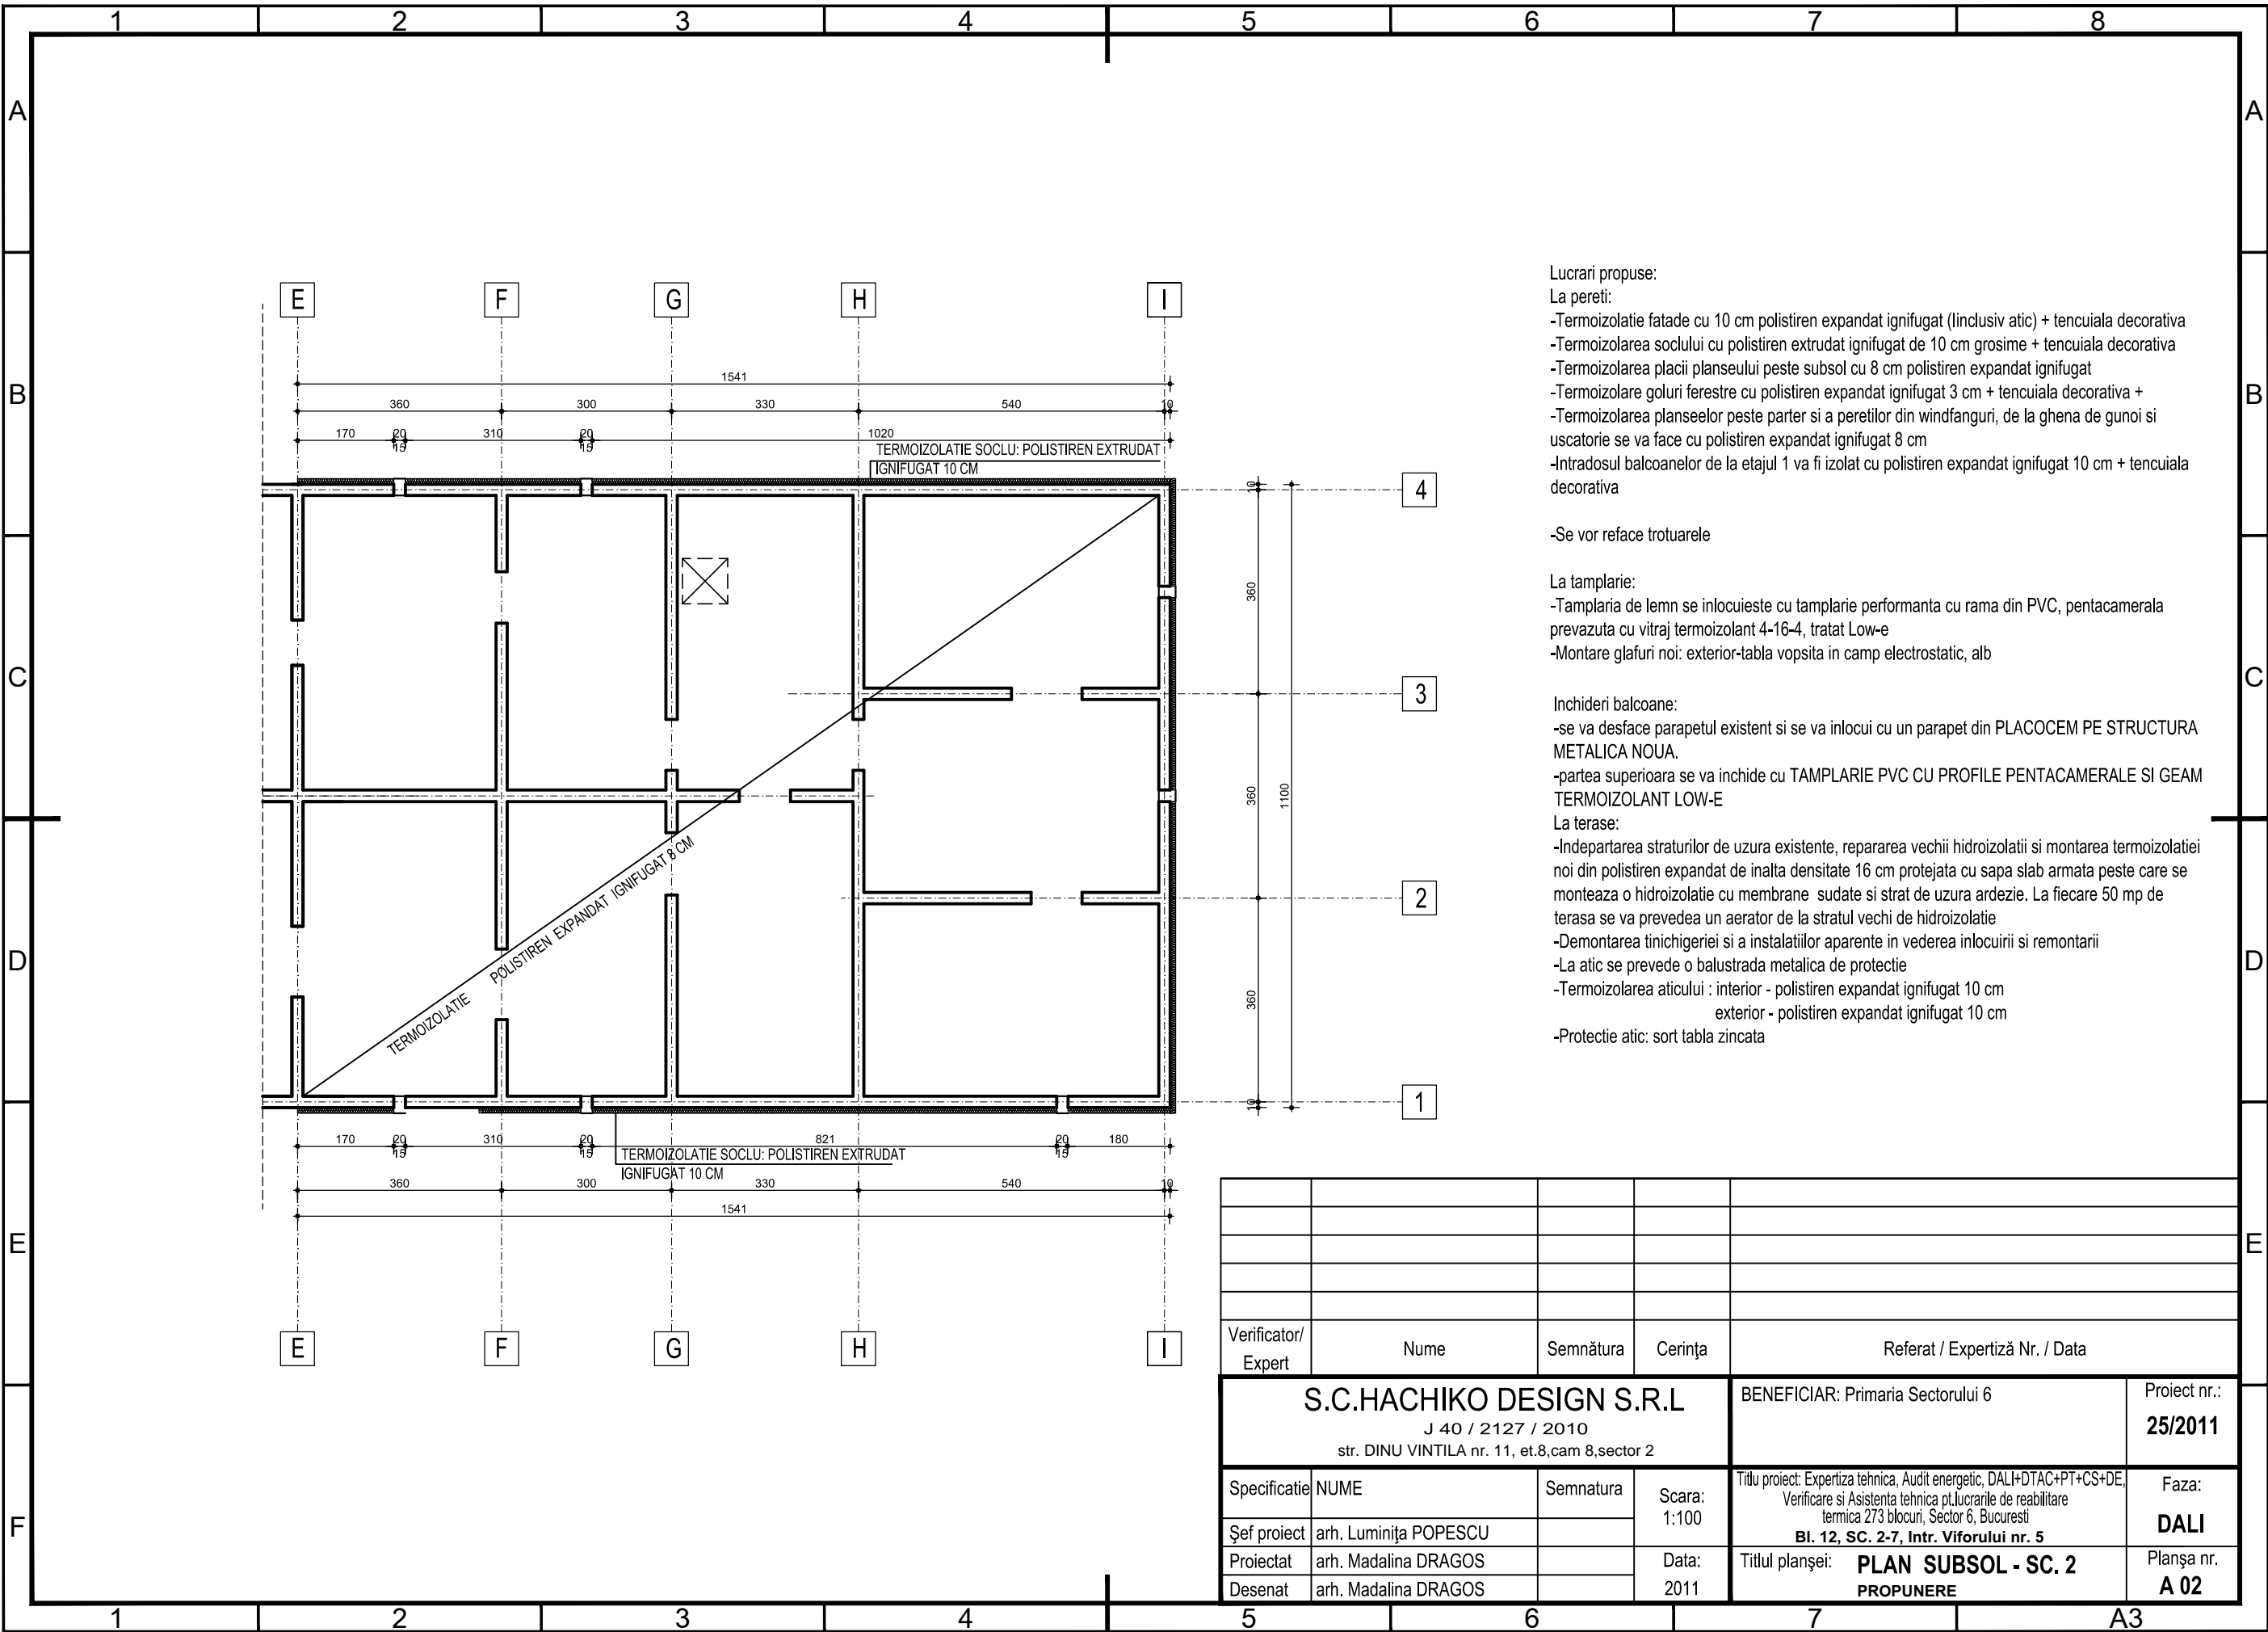 1 2 3 4 5 6 7 8
A A
B B
C C
D D
E E
F
E F G H I
1541
360 300 330 540 10
170 20 310 20 1020
15 15
TERMOIZOLATIE SOCLU: POLISTIREN EXTRUDAT
IGNIFUGAT 10 CM
4
3
2
1
10
360
360
1100
360
10
TERMOIZOLATIE POLISTIREN EXPANDAT IGNIFUGAT 8 CM
170 20 310 20 821 20 180
15 15 15
TERMOIZOLATIE SOCLU: POLISTIREN EXTRUDAT
IGNIFUGAT 10 CM
360 300 330 540 10
1541
E F G H I
Lucrari propuse:
La pereti:
-Termoizolatie fatade cu 10 cm polistiren expandat ignifugat (Iinclusiv atic) + tencuiala decorativa
-Termoizolarea soclului cu polistiren extrudat ignifugat de 10 cm grosime + tencuiala decorativa
-Termoizolarea placii planseului peste subsol cu 8 cm polistiren expandat ignifugat
-Termoizolare goluri ferestre cu polistiren expandat ignifugat 3 cm + tencuiala decorativa +
-Termoizolarea planseelor peste parter si a peretilor din windfanguri, de la ghena de gunoi si
uscatorie se va face cu polistiren expandat ignifugat 8 cm
-Intradosul balcoanelor de la etajul 1 va fi izolat cu polistiren expandat ignifugat 10 cm + tencuiala
decorativa
-Se vor reface trotuarele
La tamplarie:
-Tamplaria de lemn se inlocuieste cu tamplarie performanta cu rama din PVC, pentacamerala
prevazuta cu vitraj termoizolant 4-16-4, tratat Low-e
-Montare glafuri noi: exterior-tabla vopsita in camp electrostatic, alb
Inchideri balcoane:
-se va desface parapetul existent si se va inlocui cu un parapet din PLACOCEM PE STRUCTURA
METALICA NOUA.
-partea superioara se va inchide cu TAMPLARIE PVC CU PROFILE PENTACAMERALE SI GEAM
TERMOIZOLANT LOW-E
La terase:
-Indepartarea straturilor de uzura existente, repararea vechii hidroizolatii si montarea termoizolatiei
noi din polistiren expandat de inalta densitate 16 cm protejata cu sapa slab armata peste care se
monteaza o hidroizolatie cu membrane sudate si strat de uzura ardezie. La fiecare 50 mp de
terasa se va prevedea un aerator de la stratul vechi de hidroizolatie
-Demontarea tinichigeriei si a instalatiilor aparente in vederea inlocuirii si remontarii
-La atic se prevede o balustrada metalica de protectie
-Termoizolarea aticului : interior - polistiren expandat ignifugat 10 cm
exterior - polistiren expandat ignifugat 10 cm
-Protectie atic: sort tabla zincata
Verificator/
Expert
Nume
Semnătura
Cerinţa
Referat / Expertiză Nr. / Data
S.C.HACHIKO DESIGN S.R.L
J 40 / 2127 / 2010
str. DINU VINTILA nr. 11, et.8,cam 8,sector 2
BENEFICIAR: Primaria Sectorului 6
Proiect nr.:
25/2011
Specificatie NUME Semnatura
Scara:
1:100
Şef proiect arh. Luminiţa POPESCU
Proiectat arh. Madalina DRAGOS
Desenat arh. Madalina DRAGOS
Data:
2011
Titlu proiect: Expertiza tehnica, Audit energetic, DALI+DTAC+PT+CS+DE,
Verificare si Asistenta tehnica pt.lucrarile de reabilitare
termica 273 blocuri, Sector 6, Bucuresti
Bl. 12, SC. 2-7, Intr. Viforului nr. 5
Faza:
DALI
Titlul planşei: PLAN SUBSOL - SC. 2
PROPUNERE
Planşa nr.
A 02
1 2 3 4 5 6 7 A3